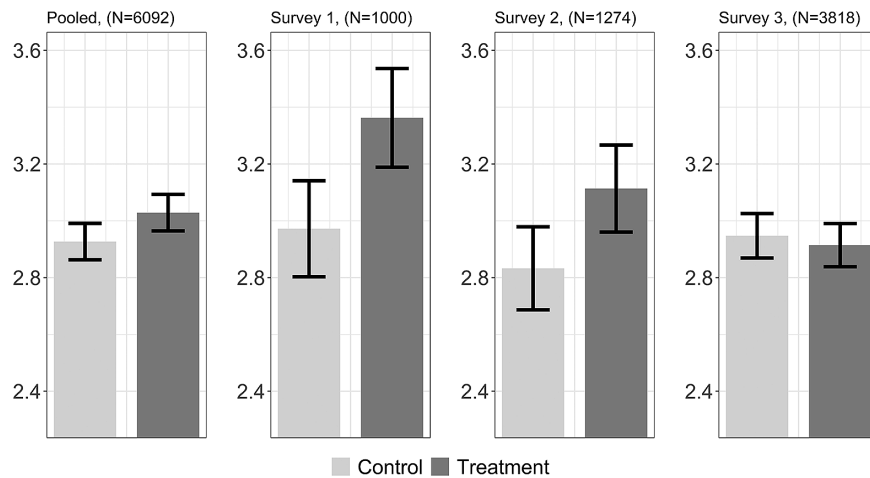 Pooled, (N=6092)
Survey 1, (N=1000)
Survey 2, (N=1274)
Survey 3, (N=3818)
3.6
3.2
2.8
2.4
3.6
3.2
2.8
2.4
3.6
3.2
2.8
2.4
3.6
3.2
2.8
2.4
Control
Treatment